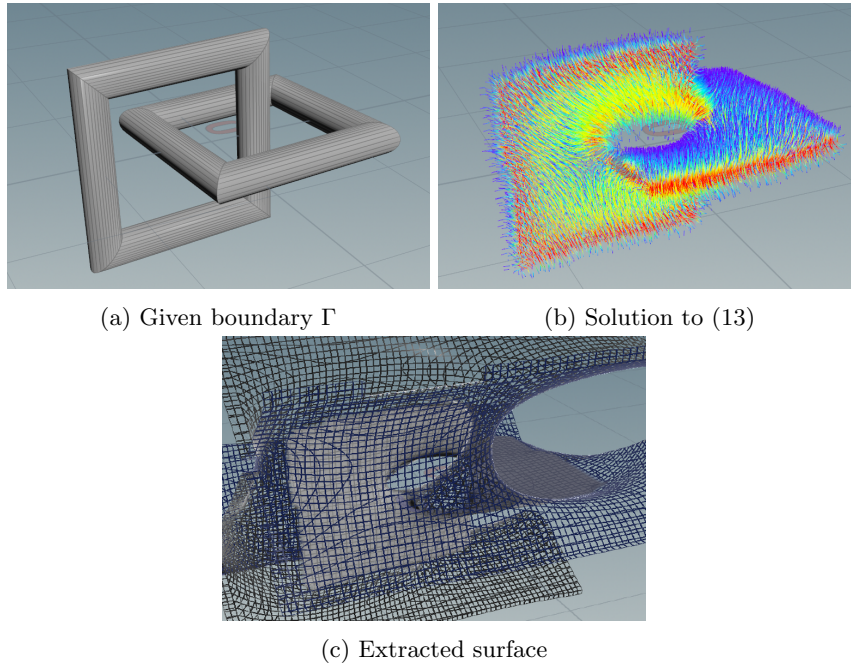 (a) Given boundary Γ
(b) Solution to (13)
(c) Extracted surface